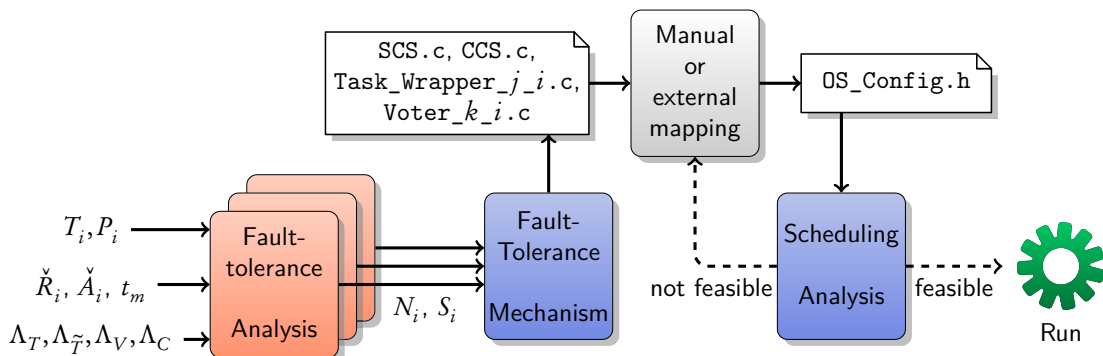 SCS.c, CCS.c,
Task_Wrapper_j_i.c,
Voter_k_i.c
Manual
or
external
mapping
OS_Config.h
T_i, P_i
Ř_i, Ǎ_i, t_m
Λ_T, Λ_T̃, Λ_V, Λ_C
Fault-
tolerance
Analysis
N_i, S_i
Fault-
Tolerance
Mechanism
not feasible
Scheduling
Analysis
feasible
Run